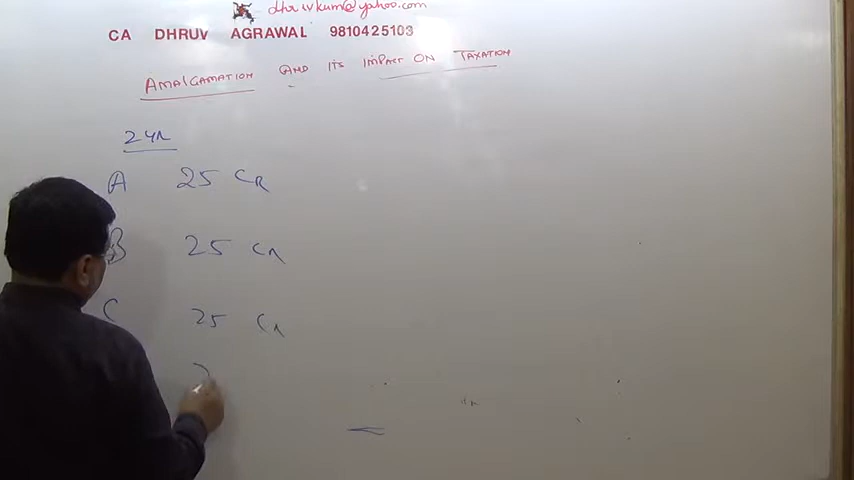 dhruvkum@yahoo.com
CA DHRUV AGRAWAL 9810425103
AMALGAMATION AND ITS IMPACT ON TAXATION
A 25 CR
B 25 CR
C 25 CR